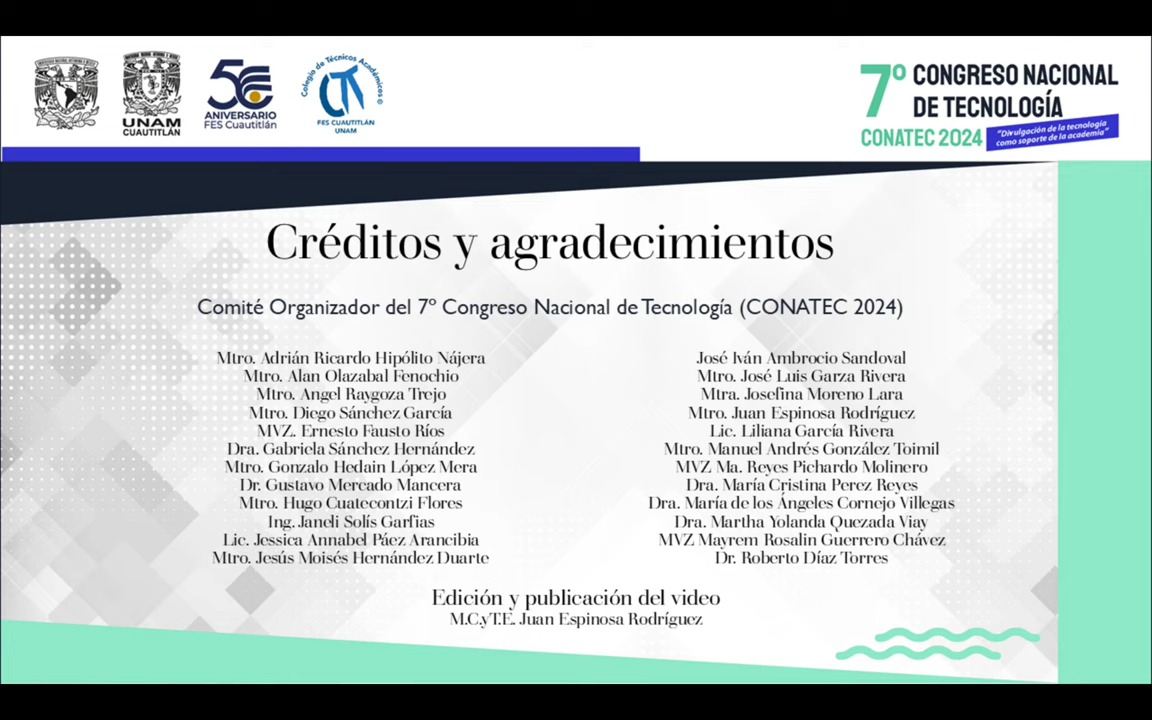 UNAM
CUAUTITLÁN
50
ANIVERSARIO
FES Cuautitlán
Colegio de Técnicos Académicos
CTA
FES CUAUTITLÁN
UNAM
7º CONGRESO NACIONAL
DE TECNOLOGÍA
CONATEC 2024
"Divulgación de la tecnología
como soporte de la academia"
Créditos y agradecimientos
Comité Organizador del 7º Congreso Nacional de Tecnología (CONATEC 2024)
Mtro. Adrián Ricardo Hipólito Nájera
Mtro. Alan Olazabal Fenochio
Mtro. Angel Raygoza Trejo
Mtro. Diego Sánchez García
MVZ. Ernesto Fausto Ríos
Dra. Gabriela Sánchez Hernández
Mtro. Gonzalo Hedain López Mera
Dr. Gustavo Mercado Mancera
Mtro. Hugo Cuatecontzi Flores
Ing. Janeli Solís Garfias
Lic. Jessica Annabel Páez Arancibia
Mtro. Jesús Moisés Hernández Duarte
José Iván Ambrocio Sandoval
Mtro. José Luis Garza Rivera
Mtra. Josefina Moreno Lara
Mtro. Juan Espinosa Rodríguez
Lic. Liliana García Rivera
Mtro. Manuel Andrés González Toimil
MVZ Ma. Reyes Pichardo Molinero
Dra. María Cristina Perez Reyes
Dra. María de los Ángeles Cornejo Villegas
Dra. Martha Yolanda Quezada Viay
MVZ Mayrem Rosalin Guerrero Chávez
Dr. Roberto Díaz Torres
Edición y publicación del video
M.C.yT.E. Juan Espinosa Rodríguez